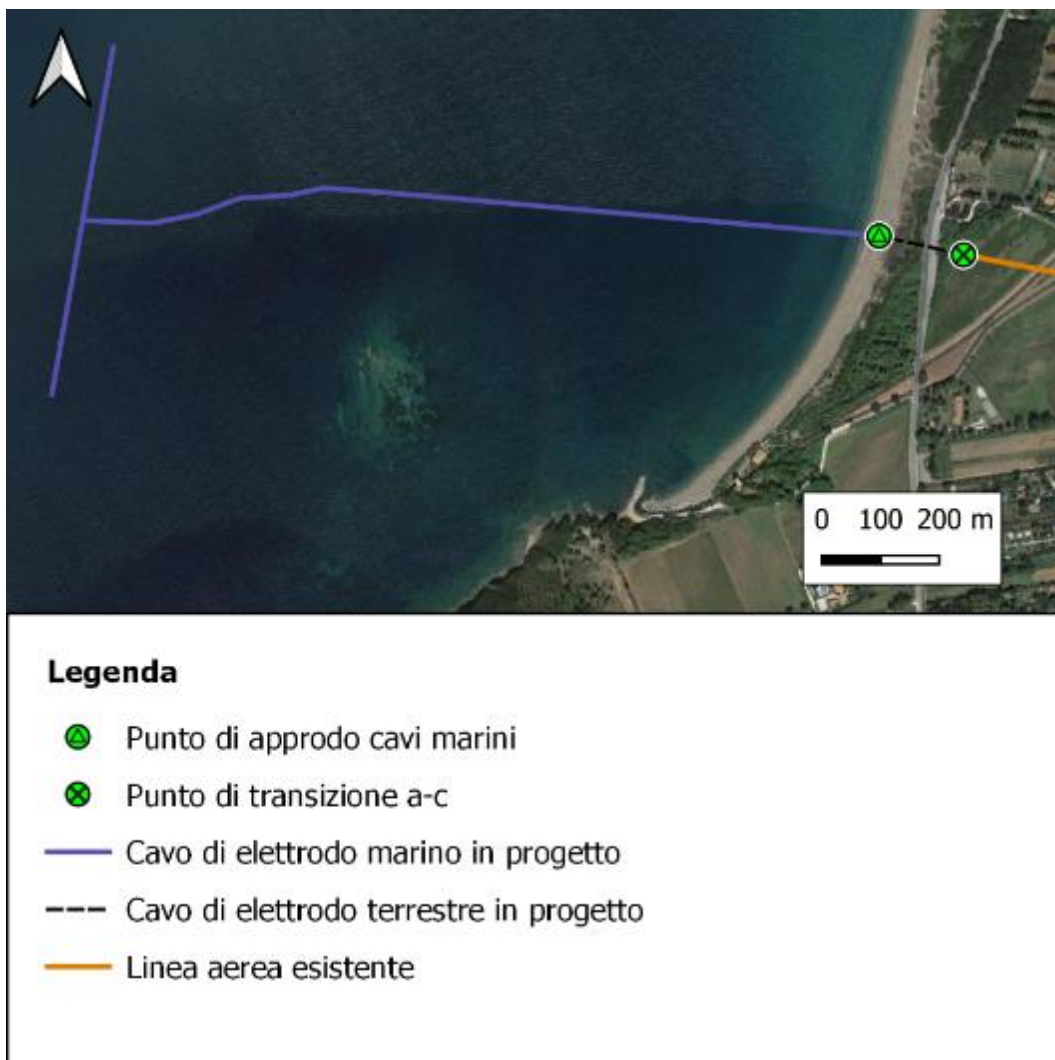 0 100 200 m
Legenda
Punto di approdo cavi marini
Punto di transizione a-c
Cavo di elettrodo marino in progetto
Cavo di elettrodo terrestre in progetto
Linea aerea esistente